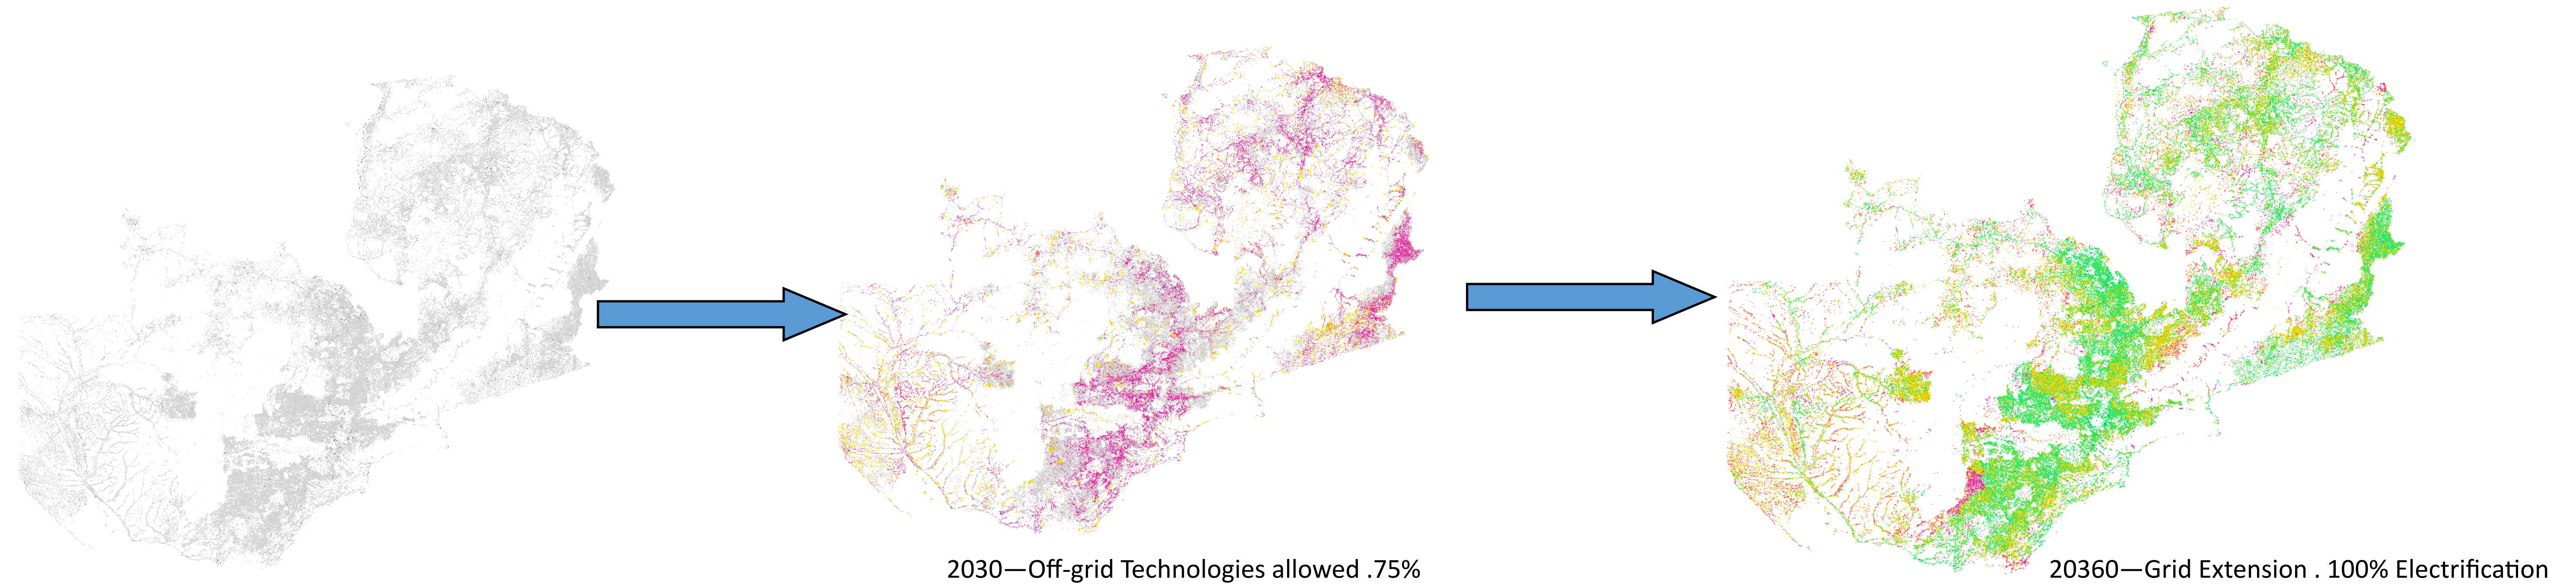 2030—Off-grid Technologies allowed .75%
20360—Grid Extension . 100% Electrification